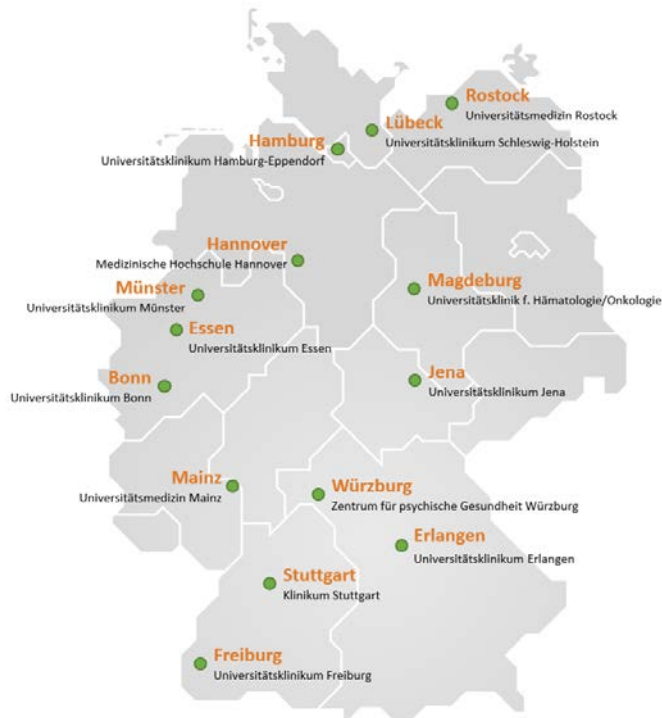 Rostock
Universitätsmedizin Rostock
Lübeck
Universitätsklinikum Schleswig-Holstein
Hamburg
Universitätsklinikum Hamburg-Eppendorf
Hannover
Medizinische Hochschule Hannover
Magdeburg
Universitätsklinik f. Hämatologie/Onkologie
Münster
Universitätsklinikum Münster
Essen
Universitätsklinikum Essen
Bonn
Universitätsklinikum Bonn
Jena
Universitätsklinikum Jena
Mainz
Universitätsmedizin Mainz
Würzburg
Zentrum für psychische Gesundheit Würzburg
Erlangen
Universitätsklinikum Erlangen
Stuttgart
Klinikum Stuttgart
Freiburg
Universitätsklinikum Freiburg